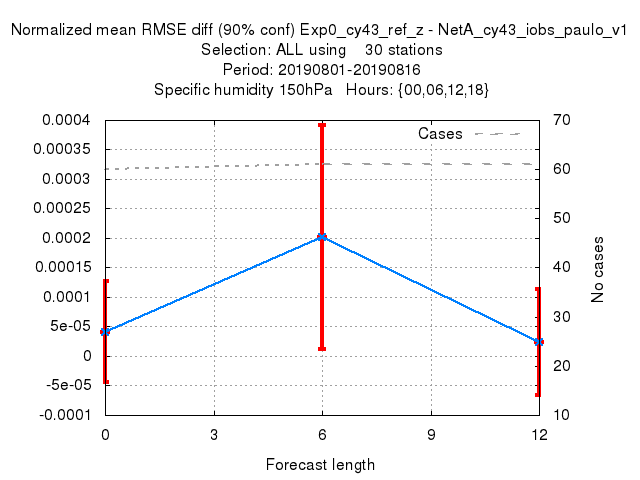 Normalized mean RMSE diff (90% conf) Exp0_cy43_ref_z - NetA_cy43_iobs_paulo_v1
Selection: ALL using    30 stations
Period: 20190801-20190816
Specific humidity 150hPa   Hours: {00,06,12,18}
0.0004
0.00035
0.0003
0.00025
0.0002
0.00015
0.0001
5e-05
0
-5e-05
-0.0001
Cases
70
60
50
40
30
20
10
No cases
0 3 6 9 12
Forecast length